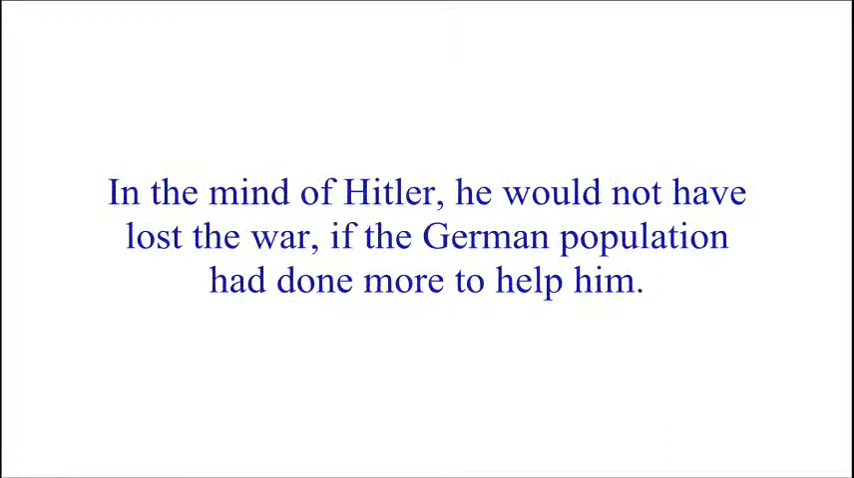 In the mind of Hitler, he would not have
lost the war, if the German population
had done more to help him.